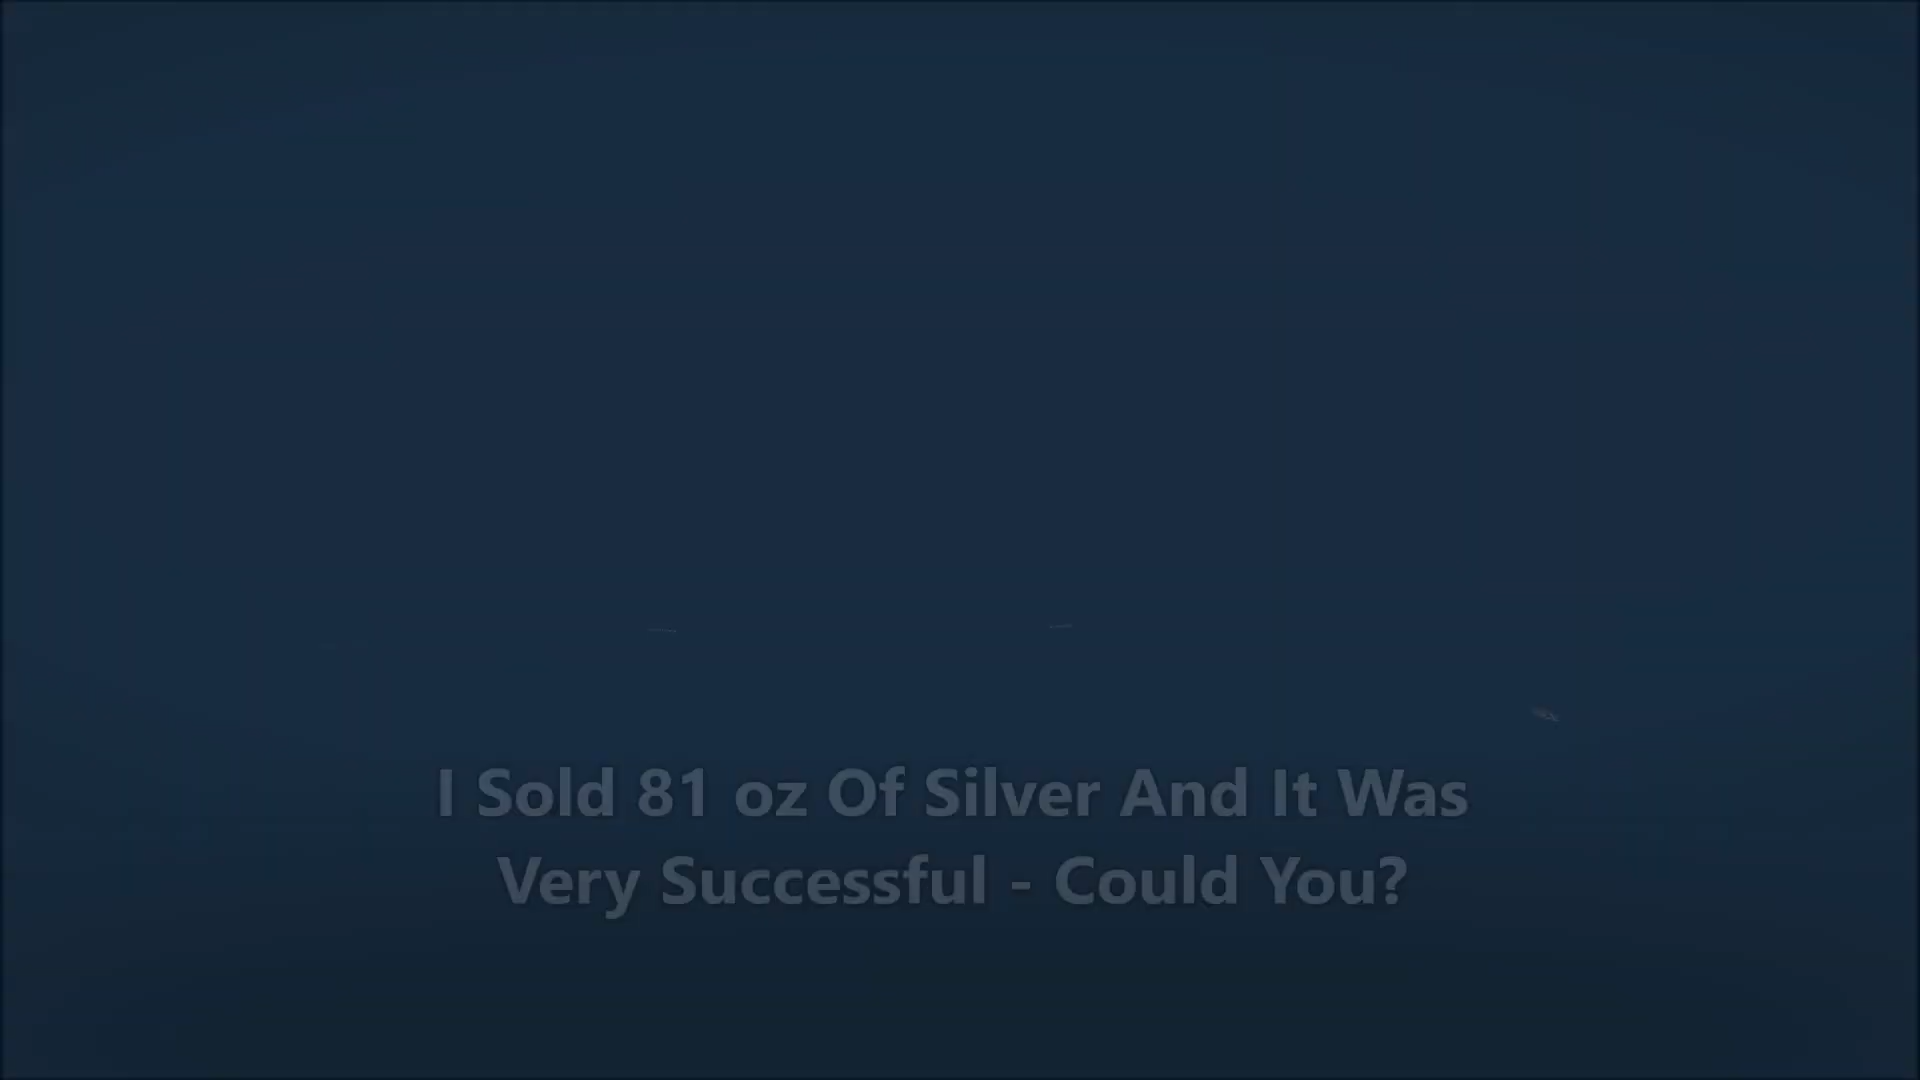 I Sold 81 oz Of Silver And It Was
Very Successful - Could You?